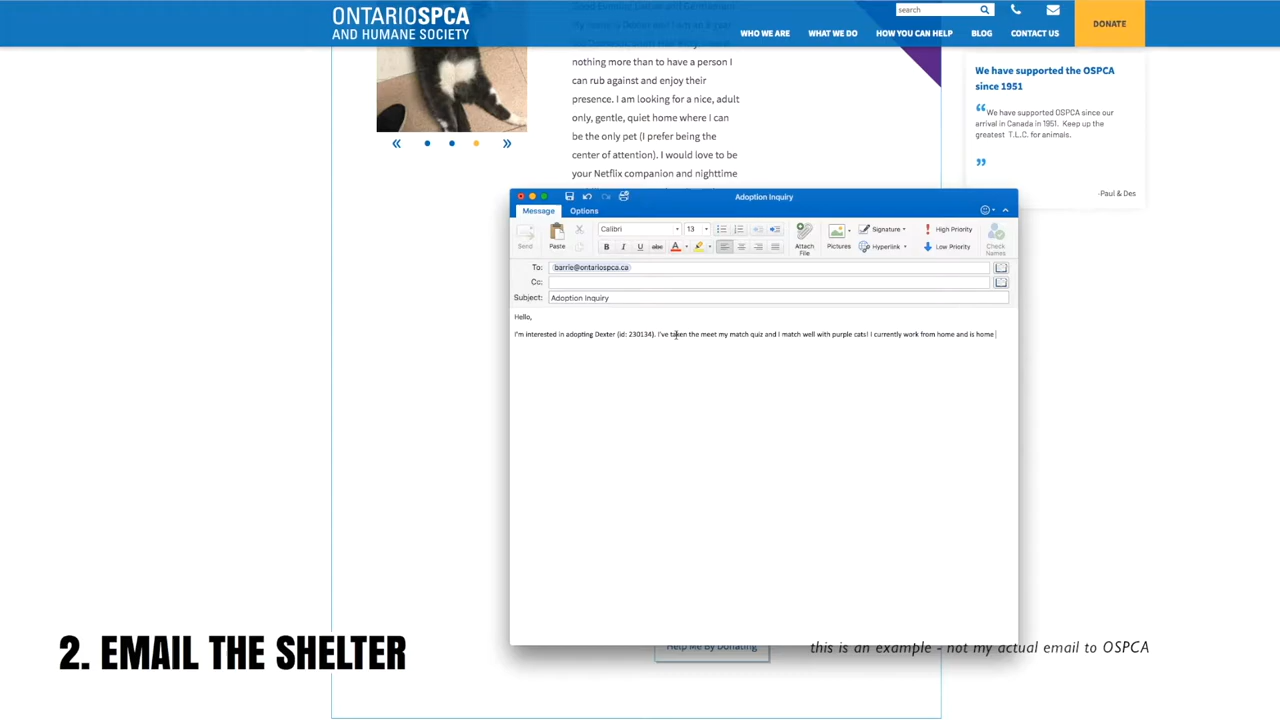 ONTARIOSPCA
AND HUMANE SOCIETY
search
DONATE
WHO WE ARE
WHAT WE DO
HOW YOU CAN HELP
BLOG
CONTACT US
nothing more than to have a person I
can rub against and enjoy their
presence. I am looking for a nice, adult
only, gentle, quiet home where I can
be the only pet (I prefer being the
center of attention). I would love to be
your Netflix companion and nighttime
We have supported the OSPCA
since 1951
“We have supported OSPCA since our
arrival in Canada in 1951. Keep up the
greatest T.L.C. for animals.
”
-Paul & Des
Adoption Inquiry
Message
Options
Send
Paste
Calibri
13
B I U abc A
Attach
File
Pictures
Signature
Hyperlink
High Priority
Low Priority
Check
Names
To: barrie@ontariospca.ca
Cc:
Subject: Adoption Inquiry
Hello,
I'm interested in adopting Dexter (id: 230134). I've taken the meet my match quiz and I match well with purple cats! I currently work from home and is home
Help Me By Donating
2. EMAIL THE SHELTER
this is an example - not my actual email to OSPCA